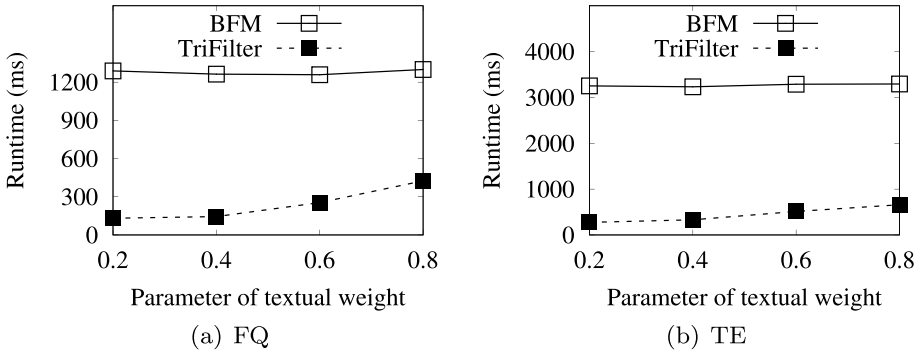 BFM
TriFilter
Runtime (ms)
1200
900
600
300
0
0.2 0.4 0.6 0.8
Parameter of textual weight
(a) FQ
BFM
TriFilter
Runtime (ms)
4000
3000
2000
1000
0
0.2 0.4 0.6 0.8
Parameter of textual weight
(b) TE